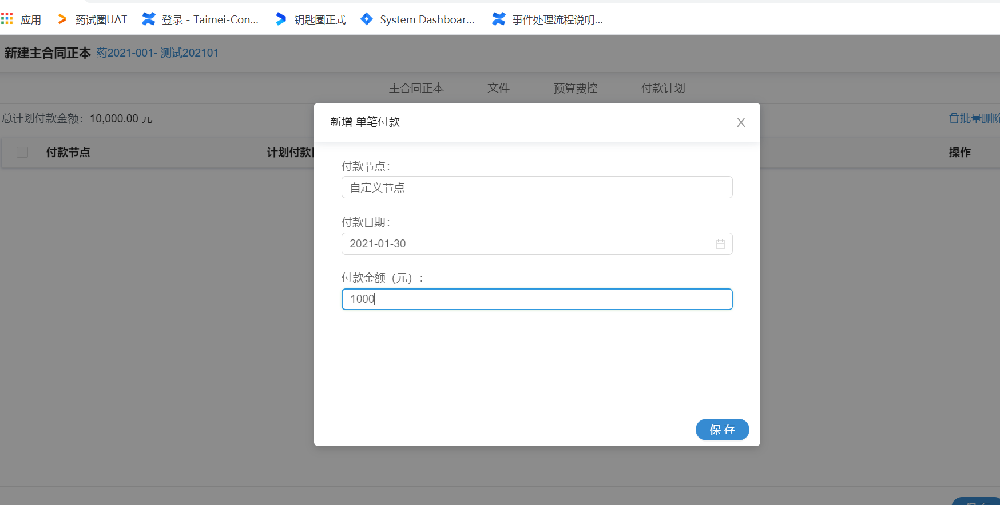 应用 药试圈UAT 登录 - Taimei-Con... 钥匙圈正式 System Dashboar... 事件处理流程说明...
新建主合同正本 药2021-001- 测试202101
主合同正本 文件 预算费控 付款计划
总计划付款金额：10,000.00 元 批量删除
付款节点 计划付款日 操作
新增 单笔付款 X
付款节点：
自定义节点
付款日期：
2021-01-30
付款金额（元）：
1000
保 存
保 存